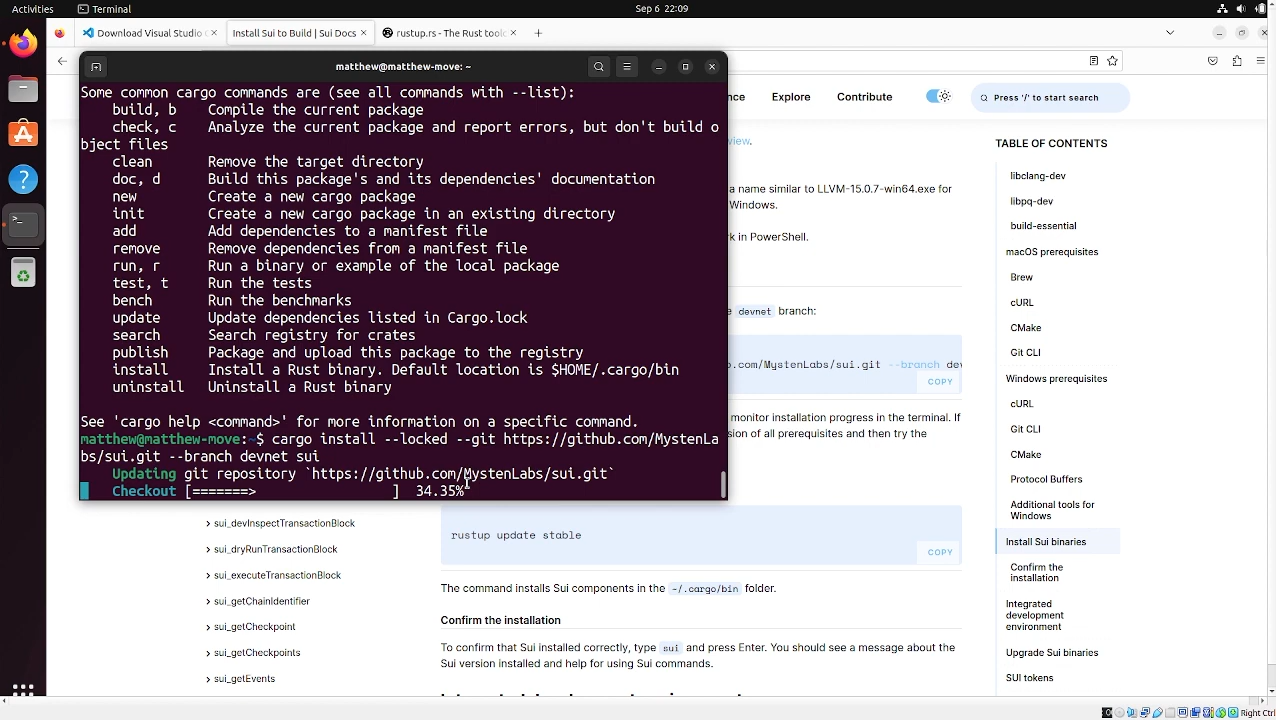 Activities
Terminal
Sep 6 22:09
Download Visual Studio C
Install Sui to Build | Sui Docs
rustup.rs - The Rust toolc
matthew@matthew-move: ~
Some common cargo commands are (see all commands with --list):
build, b Compile the current package
check, c Analyze the current package and report errors, but don't build o
bject files
clean Remove the target directory
doc, d Build this package's and its dependencies' documentation
new Create a new cargo package
init Create a new cargo package in an existing directory
add Add dependencies to a manifest file
remove Remove dependencies from a manifest file
run, r Run a binary or example of the local package
test, t Run the tests
bench Run the benchmarks
update Update dependencies listed in Cargo.lock
search Search registry for crates
publish Package and upload this package to the registry
install Install a Rust binary. Default location is $HOME/.cargo/bin
uninstall Uninstall a Rust binary
See 'cargo help <command>' for more information on a specific command.
matthew@matthew-move:~$ cargo install --locked --git https://github.com/MystenLa
bs/sui.git --branch devnet sui
Updating git repository `https://github.com/MystenLabs/sui.git`
Checkout [=======> ] 34.35%
nce
Explore
Contribute
Press '/' to start search
view.
a name similar to LLVM-15.0.7-win64.exe for
Windows.
rk in PowerShell.
e devnet branch:
b.com/MystenLabs/sui.git --branch dev
COPY
monitor installation progress in the terminal. If
sion of all prerequisites and then try the
rustup update stable
COPY
The command installs Sui components in the ~/.cargo/bin folder.
Confirm the installation
To confirm that Sui installed correctly, type sui and press Enter. You should see a message about the
Sui version installed and help for using Sui commands.
sui_devInspectTransactionBlock
sui_dryRunTransactionBlock
sui_executeTransactionBlock
sui_getChainIdentifier
sui_getCheckpoint
sui_getCheckpoints
sui_getEvents
TABLE OF CONTENTS
libclang-dev
libpq-dev
build-essential
macOS prerequisites
Brew
cURL
CMake
Git CLI
Windows prerequisites
cURL
Git CLI
CMake
Protocol Buffers
Additional tools for
Windows
Install Sui binaries
Confirm the
installation
Integrated
development
environment
Upgrade Sui binaries
SUI tokens
Right Ctrl